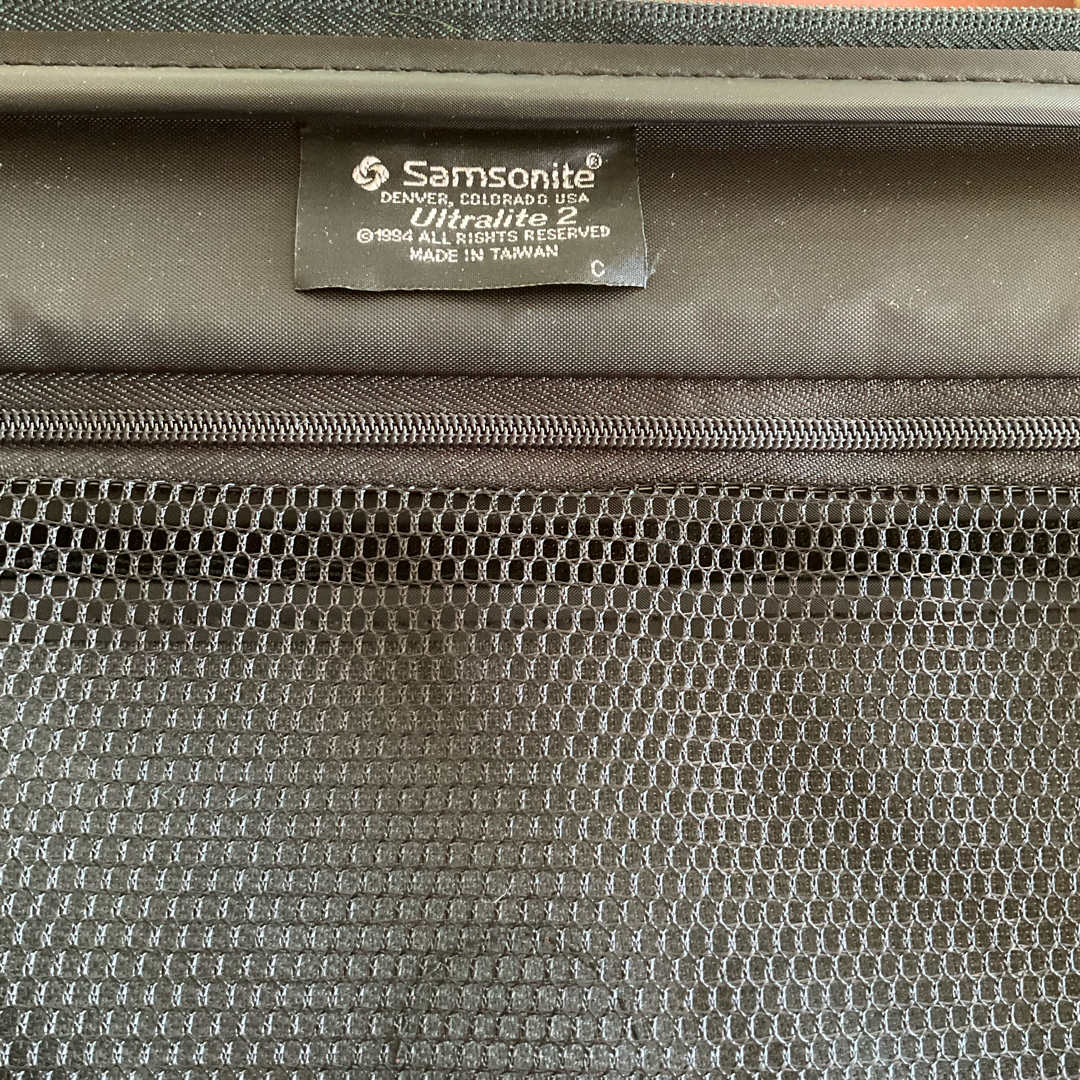 Samsonite®
DENVER, COLORADO USA
Ultralite 2
©1994 ALL RIGHTS RESERVED
MADE IN TAIWAN
C